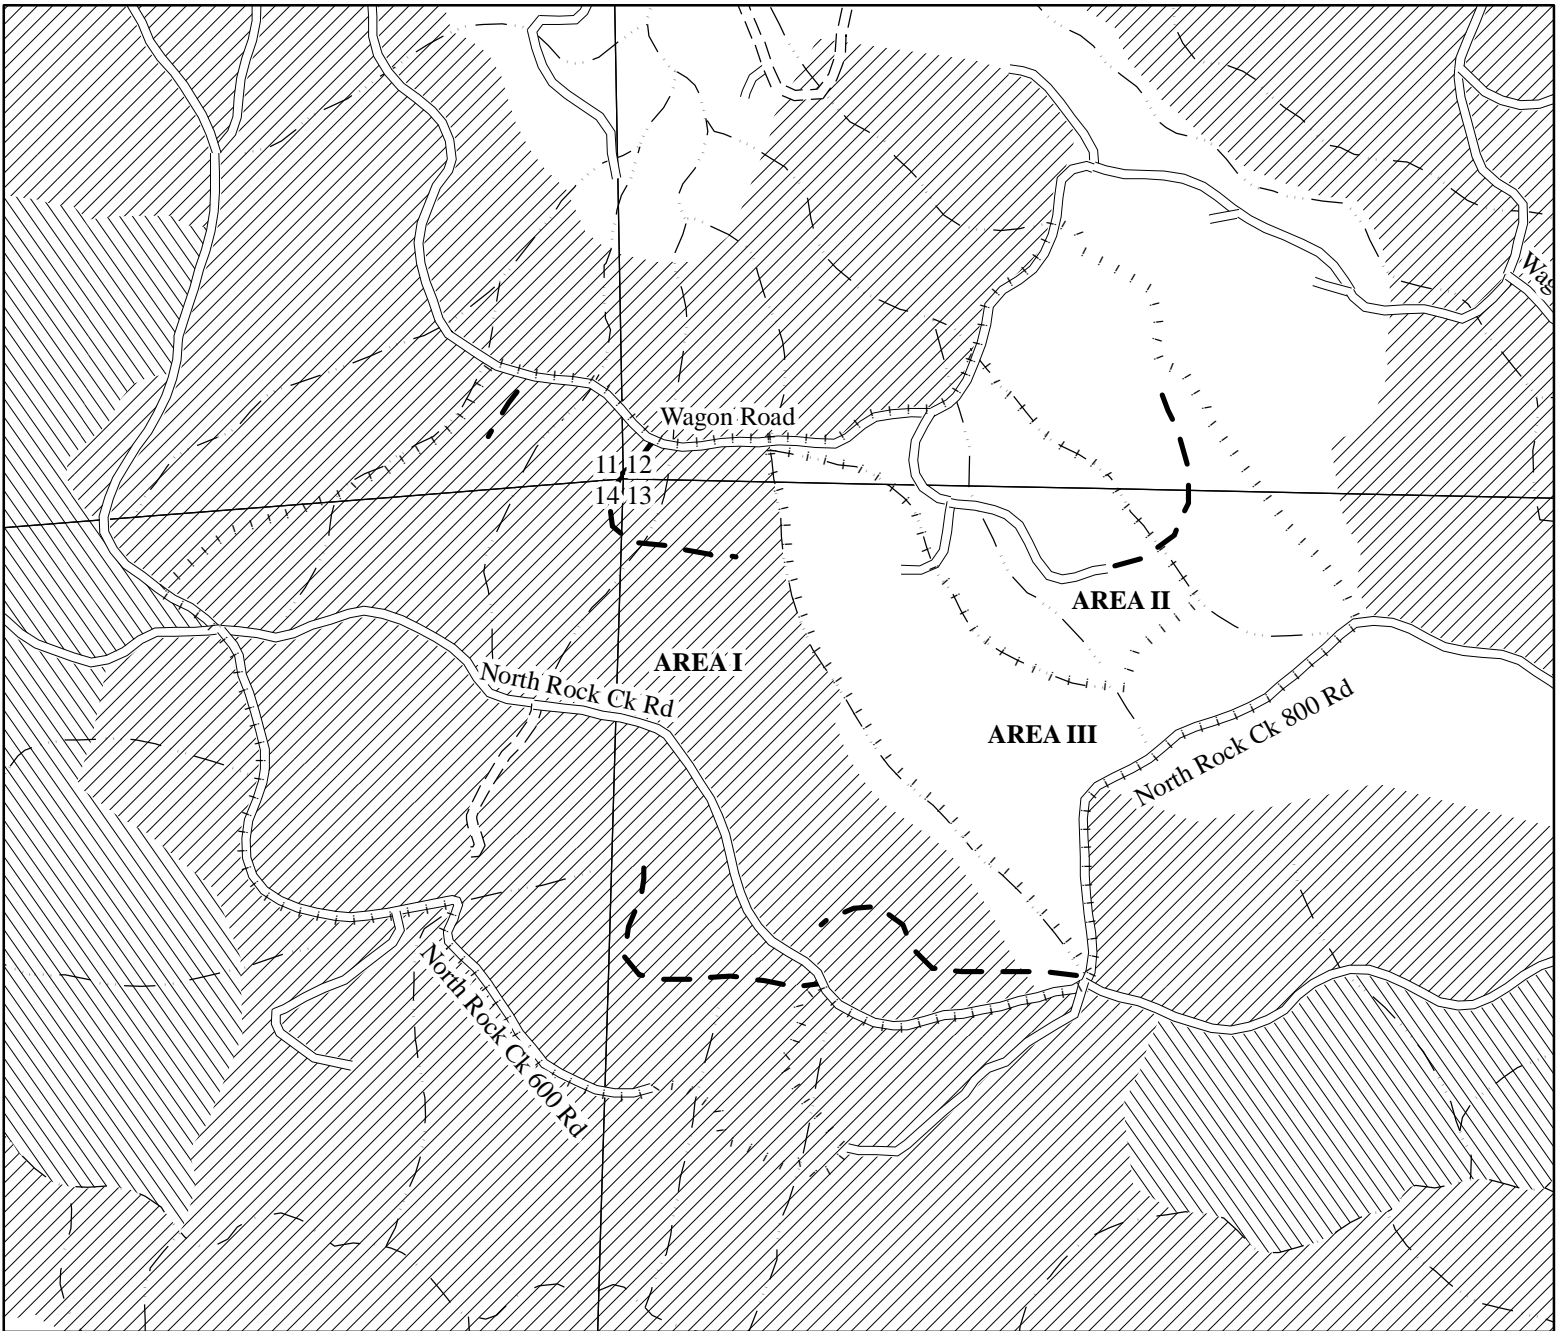 Wag
Wagon Road
11 12
14 13
AREA II
AREA I
North Rock Ck Rd
AREA III
North Rock Ck 800 Rd
North Rock Ck 600 Rd